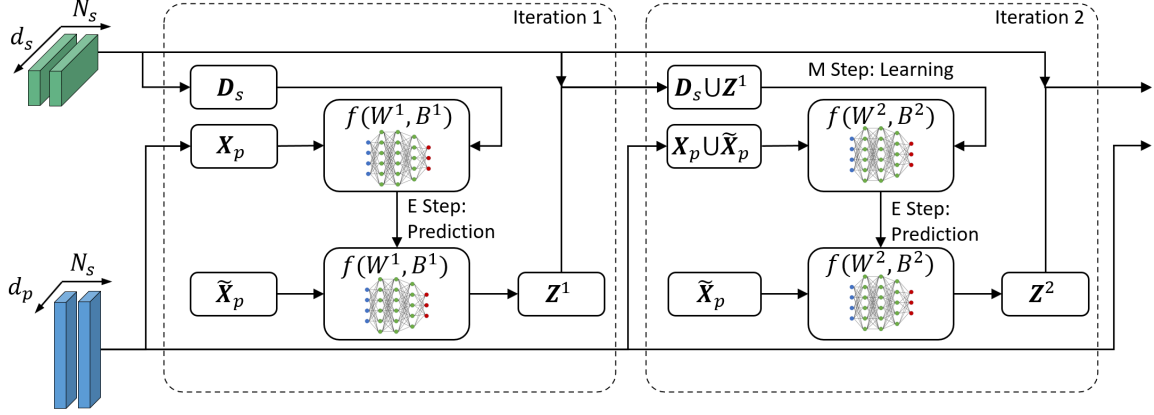 N_s
d_s
Iteration 1
D_s
f(W^1, B^1)
X_p
E Step:
Prediction
N_s
d_p
X̃_p
f(W^1, B^1)
Z^1
Iteration 2
M Step: Learning
D_s∪Z^1
f(W^2, B^2)
X_p∪X̃_p
E Step:
Prediction
X̃_p
f(W^2, B^2)
Z^2